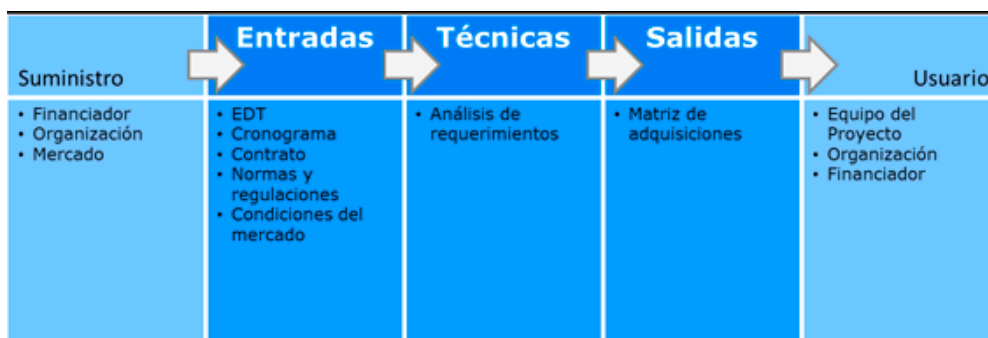 Suministro
Entradas
Técnicas
Salidas
Usuario
• Financiador
• Organización
• Mercado
• EDT
• Cronograma
• Contrato
• Normas y
regulaciones
• Condiciones del
mercado
• Análisis de
requerimientos
• Matriz de
adquisiciones
• Equipo del
Proyecto
• Organización
• Financiador